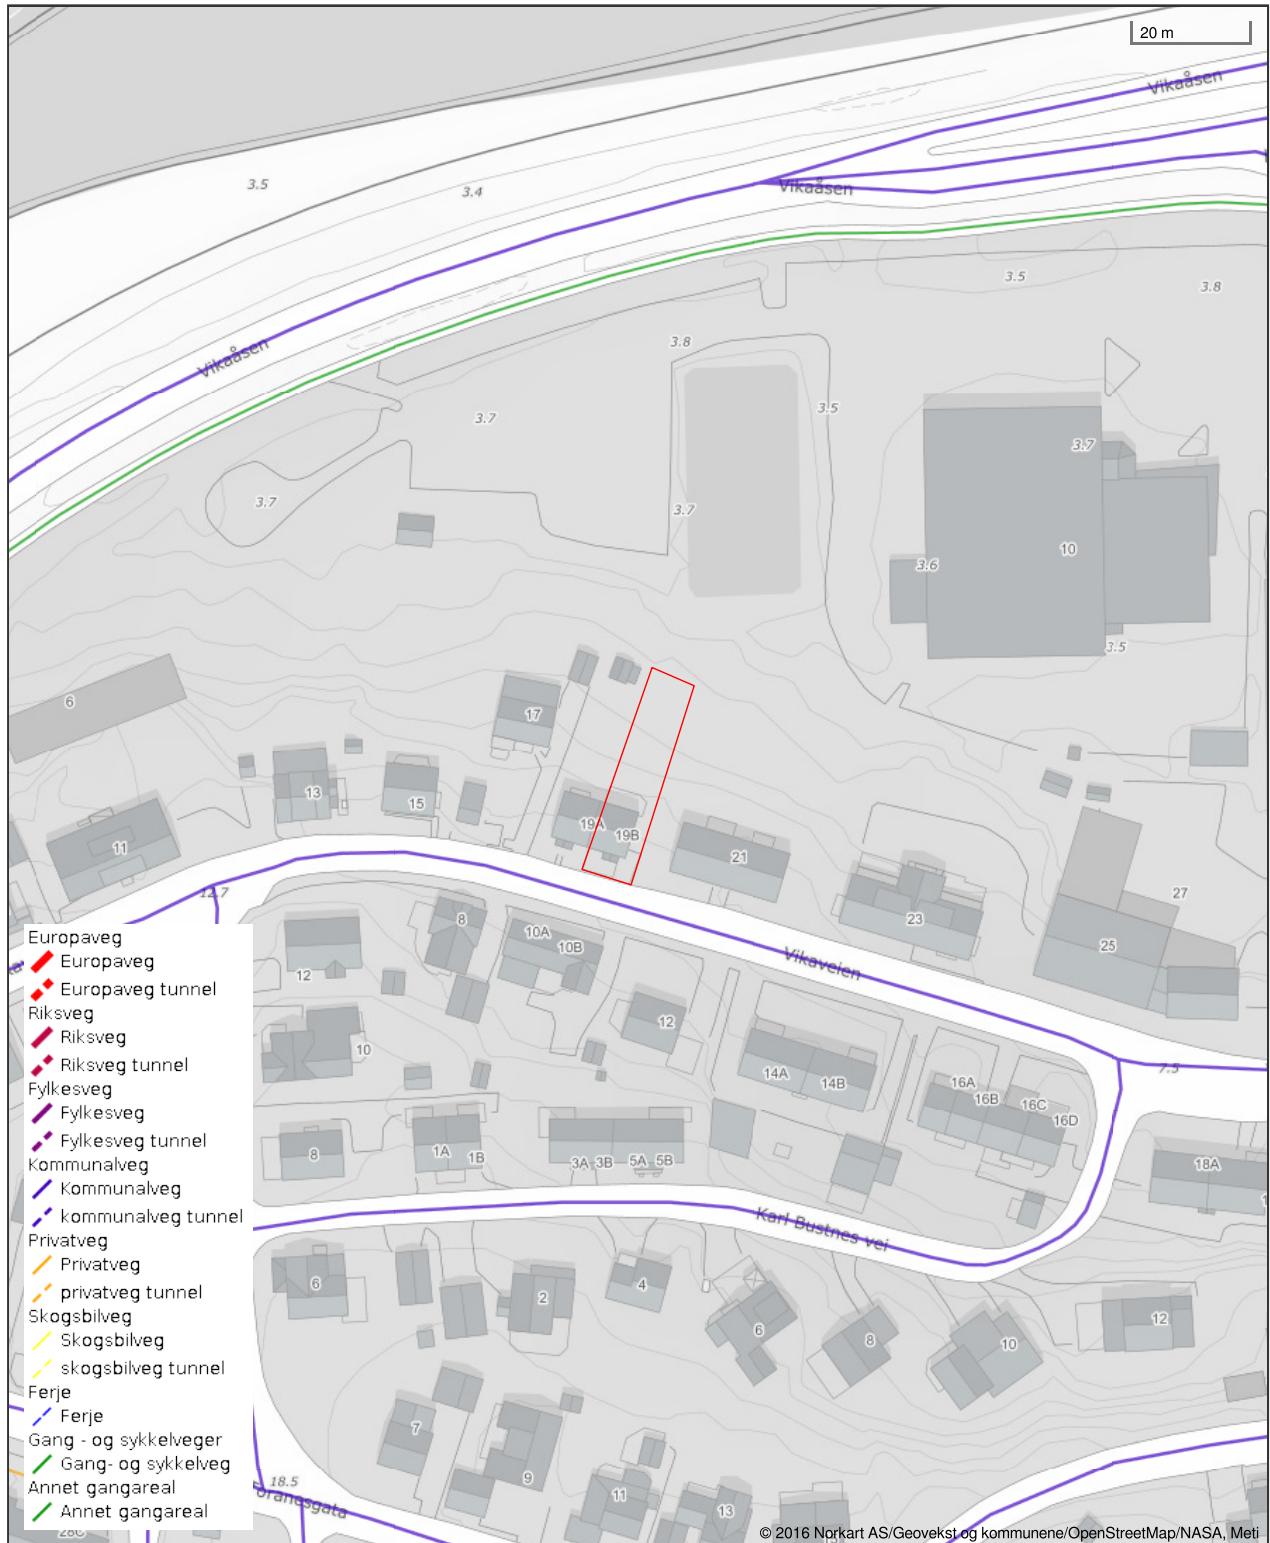 20 m
Vikaåsen
Vikaåsen
3.5
3.4
3.5
3.8
Vikaåsen
3.8
3.7
3.5
3.7
3.7
3.7
3.6
10
3.5
6
17
13
15
19A
19B
21
11
12.7
8
10A
10B
23
27
25
Vikaveien
12
12
10
14A
14B
16A
16B
16C
16D
7.5
8
1A
1B
3A
3B
5A
5B
18A
Karl Bustnes vei
6
2
4
6
8
10
12
7
9
11
13
18.5
28C
Europaveg
Europaveg
Europaveg tunnel
Riksveg
Riksveg
Riksveg tunnel
Fylkesveg
Fylkesveg
Fylkesveg tunnel
Kommunalveg
Kommunalveg
kommunalveg tunnel
Privatveg
Privatveg
privatveg tunnel
Skogsbilveg
Skogsbilveg
skogsbilveg tunnel
Ferje
Ferje
Gang - og sykkelveger
Gang- og sykkelveg
Annet gangareal
Annet gangareal
© 2016 Norkart AS/Geovekst og kommunene/OpenStreetMap/NASA, Meti